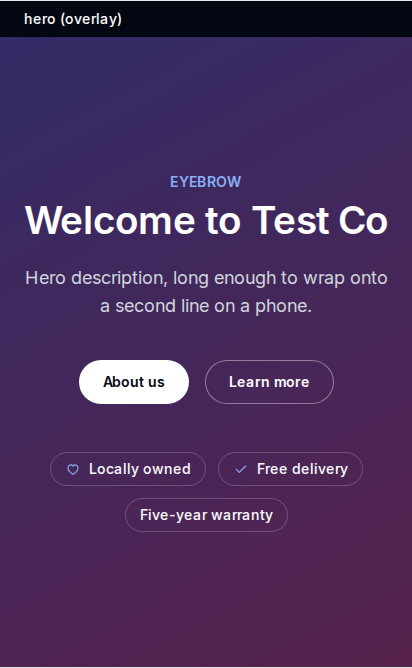 hero (overlay)
EYEBROW
Welcome to Test Co
Hero description, long enough to wrap onto
a second line on a phone.
About us Learn more
Locally owned Free delivery
Five-year warranty